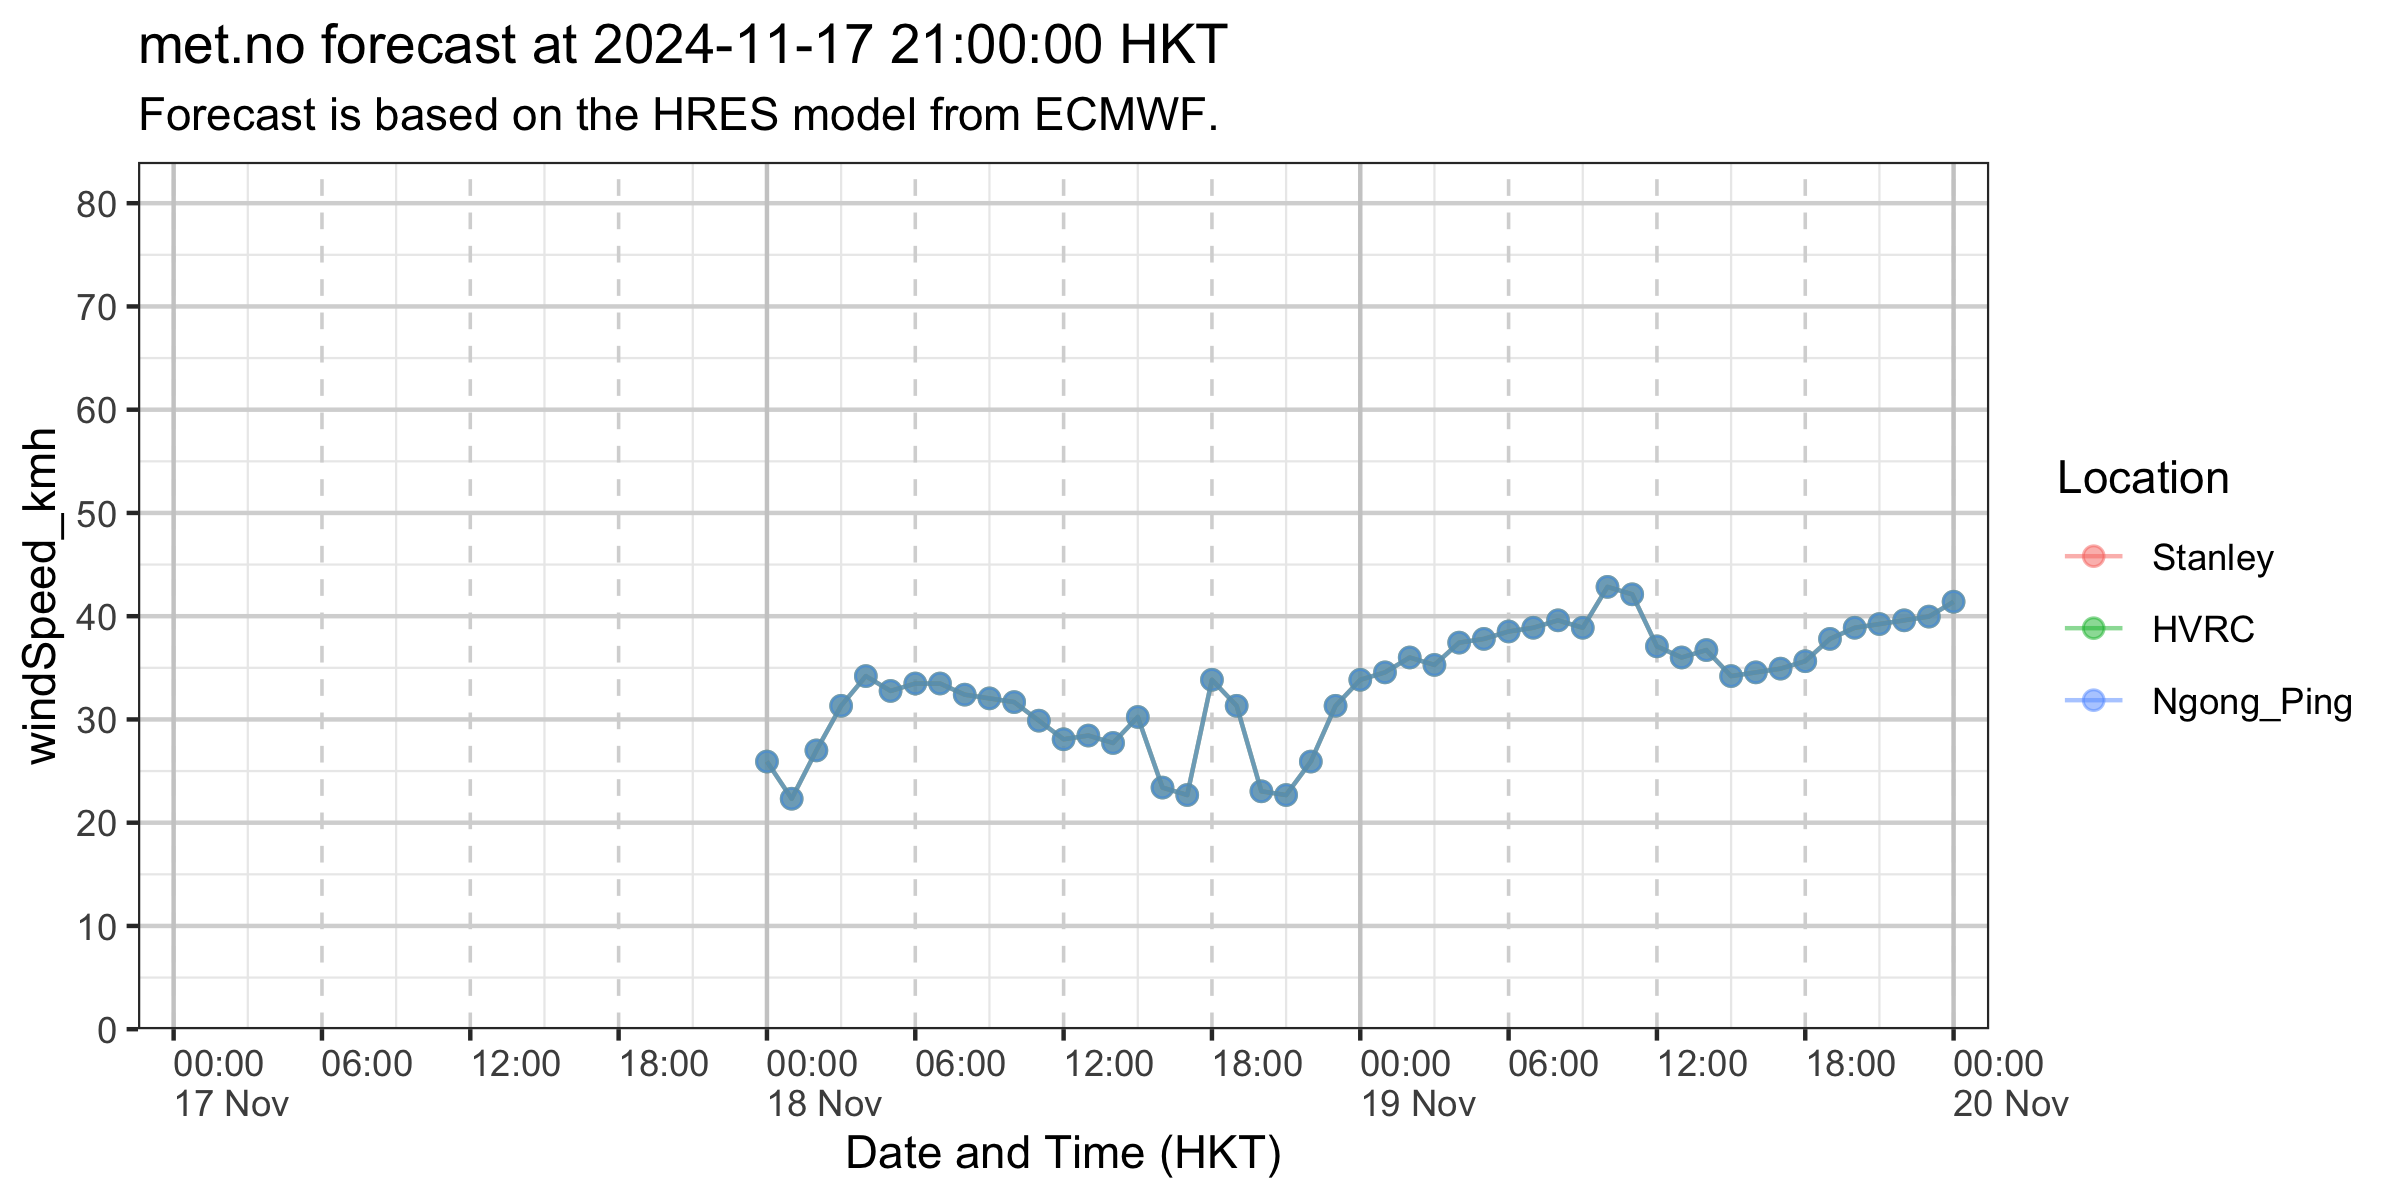 met.no forecast at 2024-11-17 21:00:00 HKT
Forecast is based on the HRES model from ECMWF.
windSpeed_kmh
80
70
60
50
40
30
20
10
0
00:00 06:00 12:00 18:00 00:00 06:00 12:00 18:00 00:00 06:00 12:00 18:00 00:00
17 Nov 18 Nov 19 Nov 20 Nov
Date and Time (HKT)
Location
Stanley
HVRC
Ngong_Ping